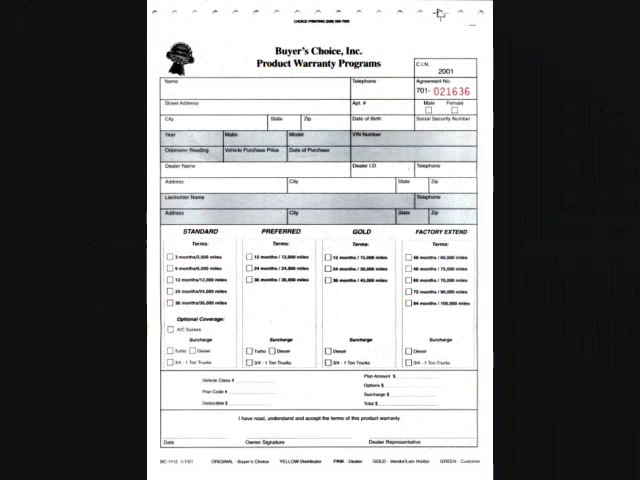 CHOICE PRINTING
Buyer's Choice, Inc.
Product Warranty Programs
C.I.N.
2001
Name
Telephone
Agreement No.
701- 021636
Street Address
Apt. #
Male
Female
City
State
Zip
Date of Birth
Social Security Number
Year
Make
Model
VIN Number
Odometer Reading
Vehicle Purchase Price
Date of Purchase
Dealer Name
Dealer I.D.
Telephone
Address
City
State
Zip
Lienholder Name
Telephone
Address
City
State
Zip
STANDARD
PREFERRED
GOLD
FACTORY EXTEND
Terms:
Terms:
Terms:
Terms:
3 months/3,000 miles
12 months / 12,000 miles
12 months / 15,000 miles
48 months / 60,000 miles
6 months/6,000 miles
24 months / 24,000 miles
24 months / 30,000 miles
48 months / 75,000 miles
12 months/12,000 miles
36 months / 36,000 miles
36 months / 45,000 miles
60 months / 70,000 miles
24 months/24,000 miles
72 months / 90,000 miles
36 months/36,000 miles
84 months / 100,000 miles
Optional Coverage:
A/C System
Surcharge
Surcharge
Surcharge
Surcharge
Turbo
Diesel
Turbo
Diesel
Diesel
Diesel
3/4 - 1 Ton Trucks
3/4 - 1 Ton Trucks
3/4 - 1 Ton Trucks
3/4 - 1 Ton Trucks
Vehicle Class #
Plan Amount $
Plan Code #
Options $
Surcharge $
Deductible $
Total $
I have read, understand and accept the terms of this product warranty
Date
Owner Signature
Dealer Representative
BC-1112 1/1/01
ORIGINAL - Buyer's Choice
YELLOW-Distributor
PINK - Dealer
GOLD - Vendor/Lien Holder
GREEN - Customer